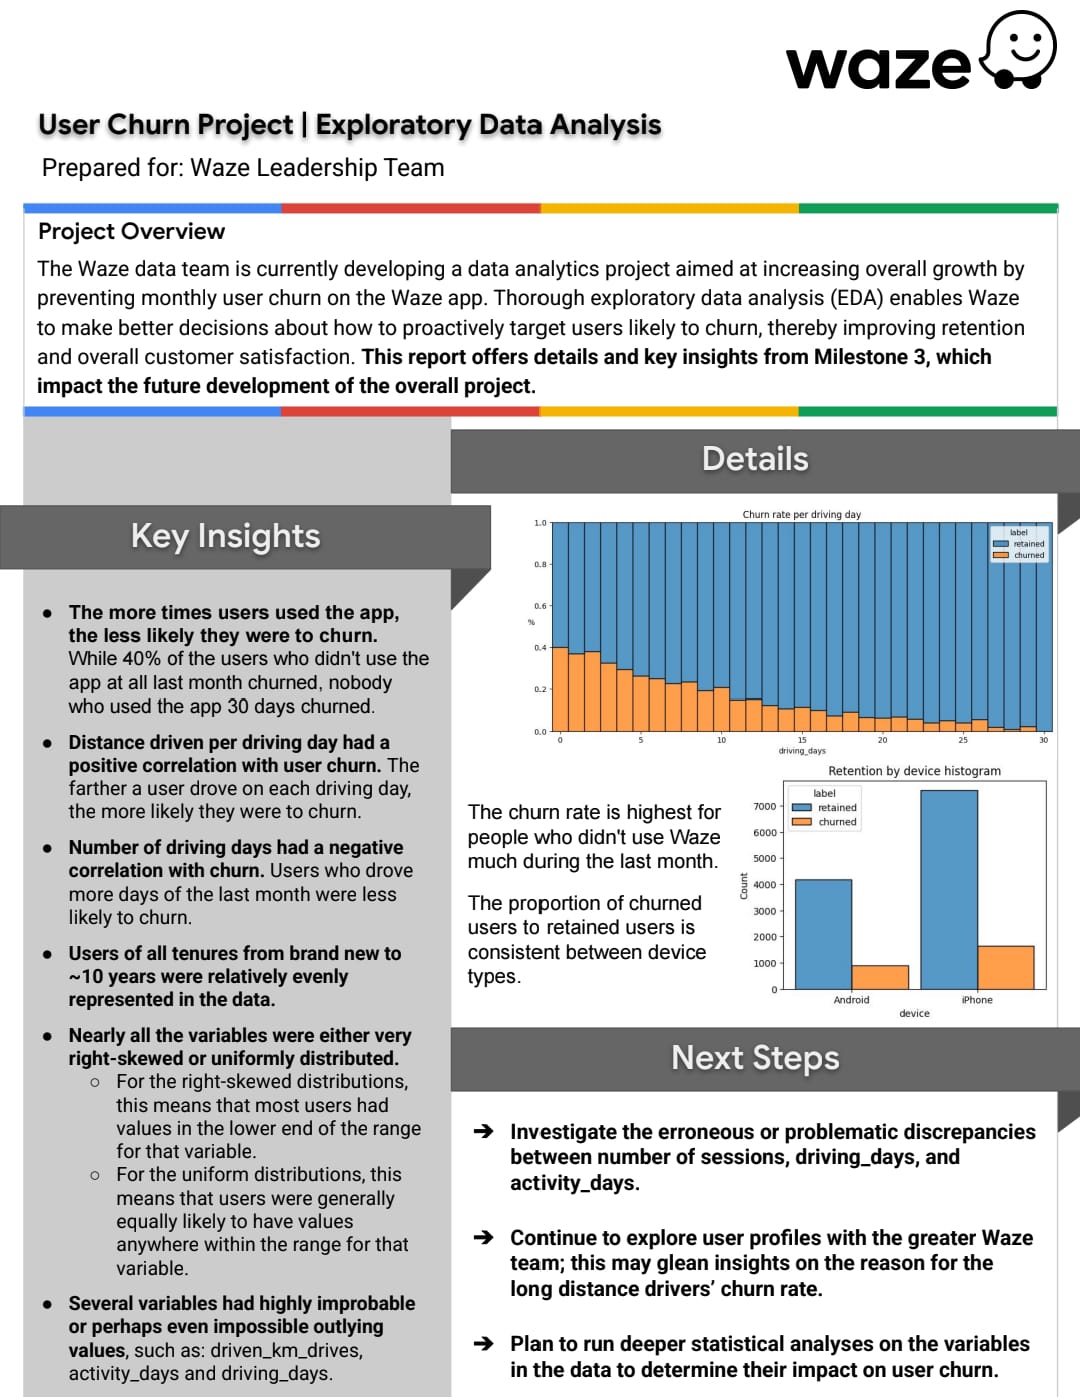 waze
User Churn Project | Exploratory Data Analysis
Prepared for: Waze Leadership Team
Project Overview
The Waze data team is currently developing a data analytics project aimed at increasing overall growth by
preventing monthly user churn on the Waze app. Thorough exploratory data analysis (EDA) enables Waze
to make better decisions about how to proactively target users likely to churn, thereby improving retention
and overall customer satisfaction. This report offers details and key insights from Milestone 3, which
impact the future development of the overall project.
Key Insights
● The more times users used the app,
the less likely they were to churn.
While 40% of the users who didn't use the
app at all last month churned, nobody
who used the app 30 days churned.
● Distance driven per driving day had a
positive correlation with user churn. The
farther a user drove on each driving day,
the more likely they were to churn.
● Number of driving days had a negative
correlation with churn. Users who drove
more days of the last month were less
likely to churn.
● Users of all tenures from brand new to
~10 years were relatively evenly
represented in the data.
● Nearly all the variables were either very
right-skewed or uniformly distributed.
○ For the right-skewed distributions,
this means that most users had
values in the lower end of the range
for that variable.
○ For the uniform distributions, this
means that users were generally
equally likely to have values
anywhere within the range for that
variable.
● Several variables had highly improbable
or perhaps even impossible outlying
values, such as: driven_km_drives,
activity_days and driving_days.
Details
Churn rate per driving day
label
retained
churned
1.0
0.8
0.6
%
0.4
0.2
0.0
0 5 10 15 20 25 30
driving_days
The churn rate is highest for
people who didn't use Waze
much during the last month.
The proportion of churned
users to retained users is
consistent between device
types.
Retention by device histogram
label
retained
churned
7000
6000
5000
4000
Count
3000
2000
1000
0
Android iPhone
device
Next Steps
➔ Investigate the erroneous or problematic discrepancies
between number of sessions, driving_days, and
activity_days.
➔ Continue to explore user profiles with the greater Waze
team; this may glean insights on the reason for the
long distance drivers’ churn rate.
➔ Plan to run deeper statistical analyses on the variables
in the data to determine their impact on user churn.